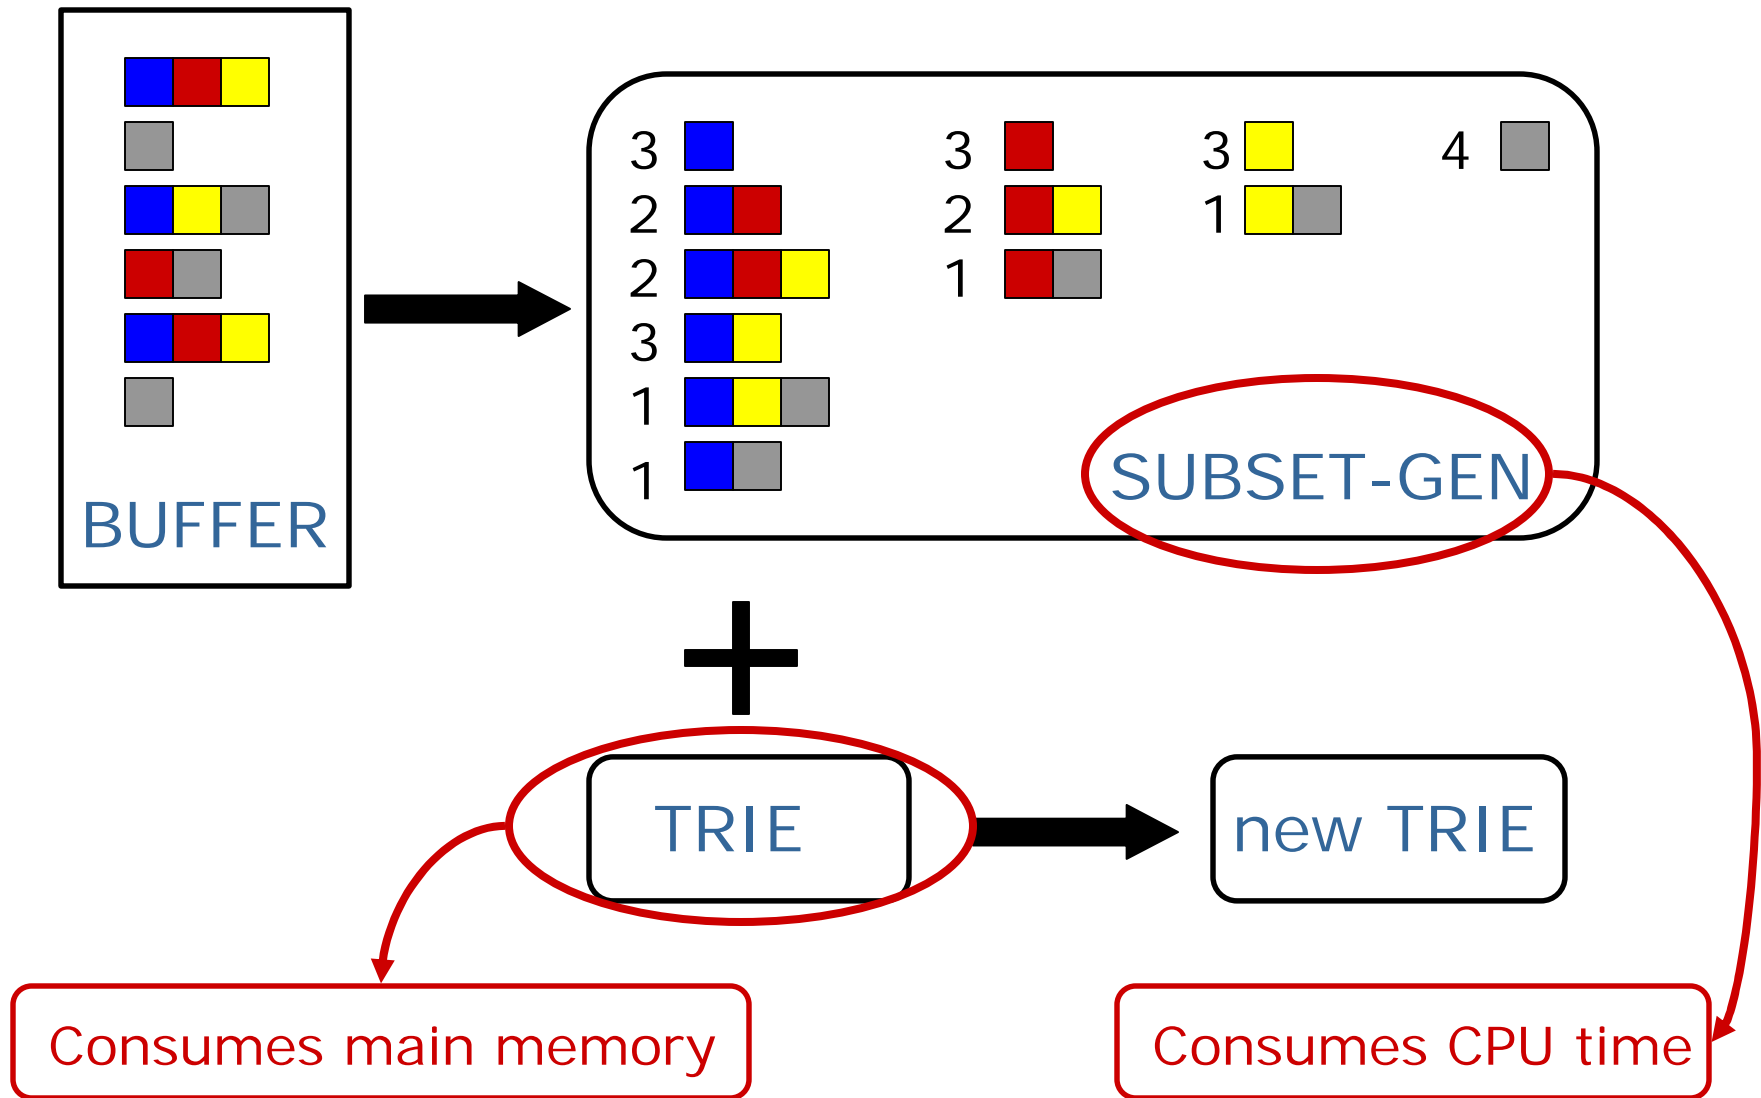 3 3 3 4
2 2 1
2 1
3
1
1
SUBSET-GEN
BUFFER
+
TRIE
new TRIE
Consumes main memory
Consumes CPU time